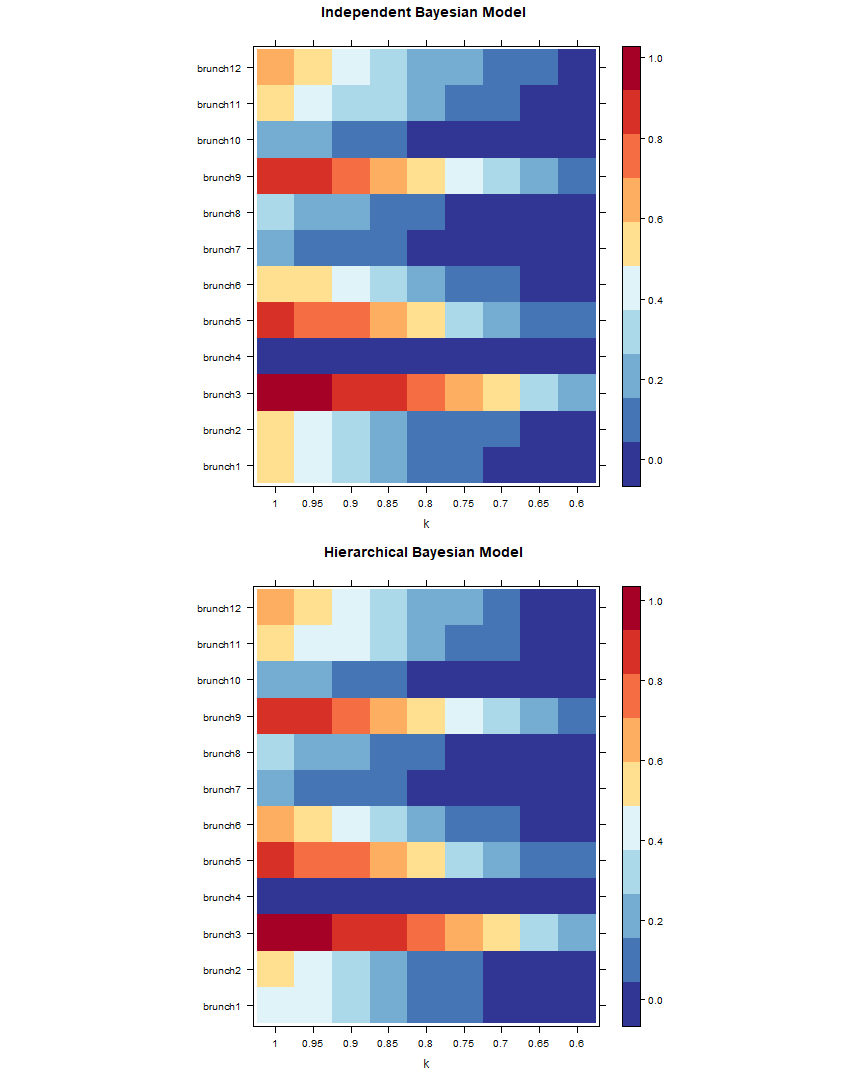 Independent Bayesian Model
brunch12
brunch11
brunch10
brunch9
brunch8
brunch7
brunch6
brunch5
brunch4
brunch3
brunch2
brunch1
1 0.95 0.9 0.85 0.8 0.75 0.7 0.65 0.6
k
1.0
0.8
0.6
0.4
0.2
0.0
Hierarchical Bayesian Model
brunch12
brunch11
brunch10
brunch9
brunch8
brunch7
brunch6
brunch5
brunch4
brunch3
brunch2
brunch1
1 0.95 0.9 0.85 0.8 0.75 0.7 0.65 0.6
k
1.0
0.8
0.6
0.4
0.2
0.0